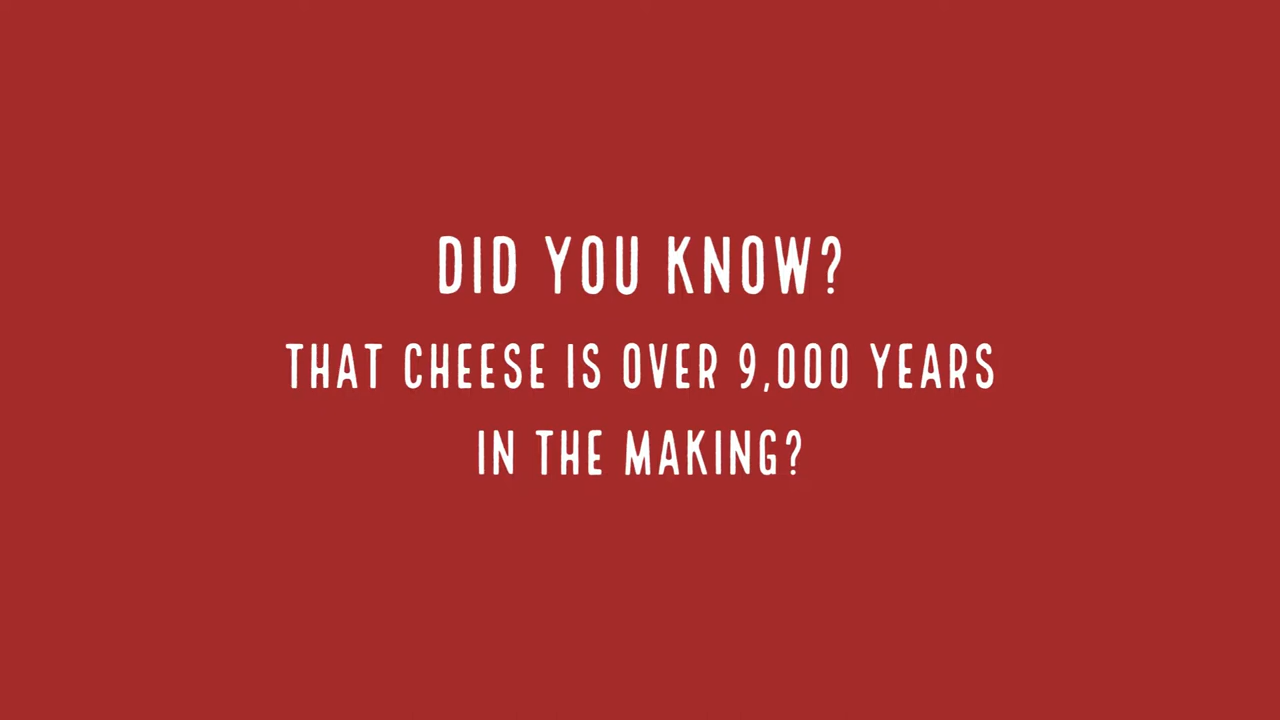 DID YOU KNOW?
THAT CHEESE IS OVER 9,000 YEARS
IN THE MAKING?